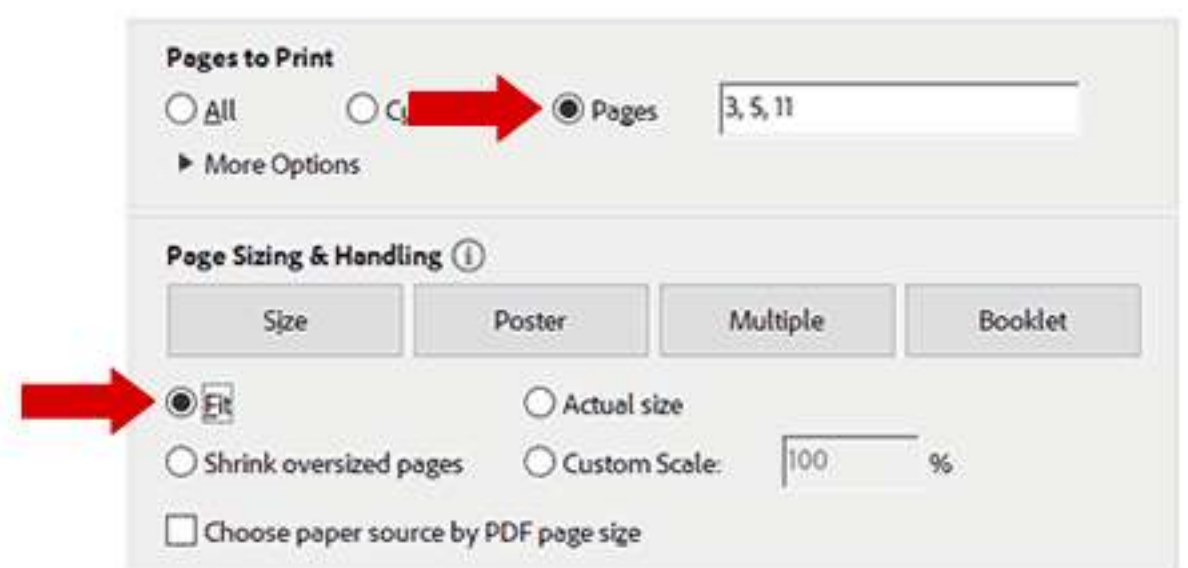 Pages to Print
All Pages 3, 5, 11
More Options
Page Sizing & Handling
Size Poster Multiple Booklet
Fit Actual size
Shrink oversized pages Custom Scale: 100 %
Choose paper source by PDF page size